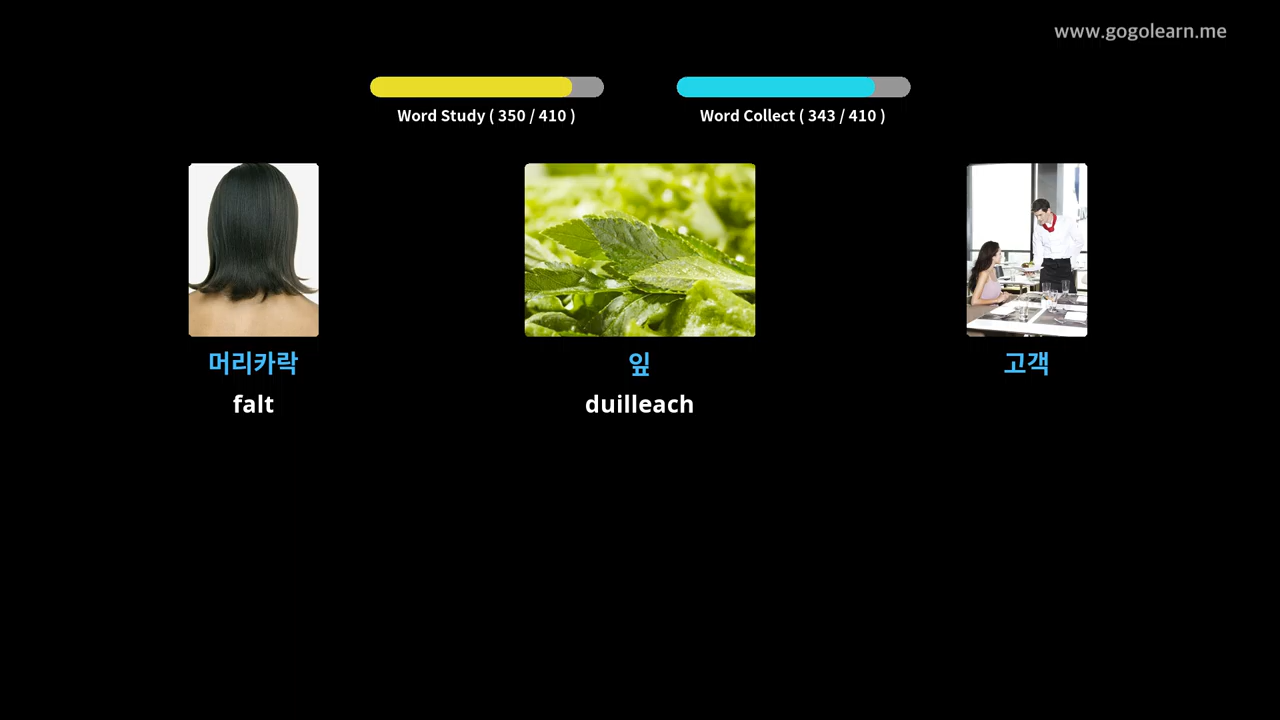 www.gogolearn.me
Word Study ( 350 / 410 )
Word Collect ( 343 / 410 )
머리카락
잎
고객
falt
duilleach